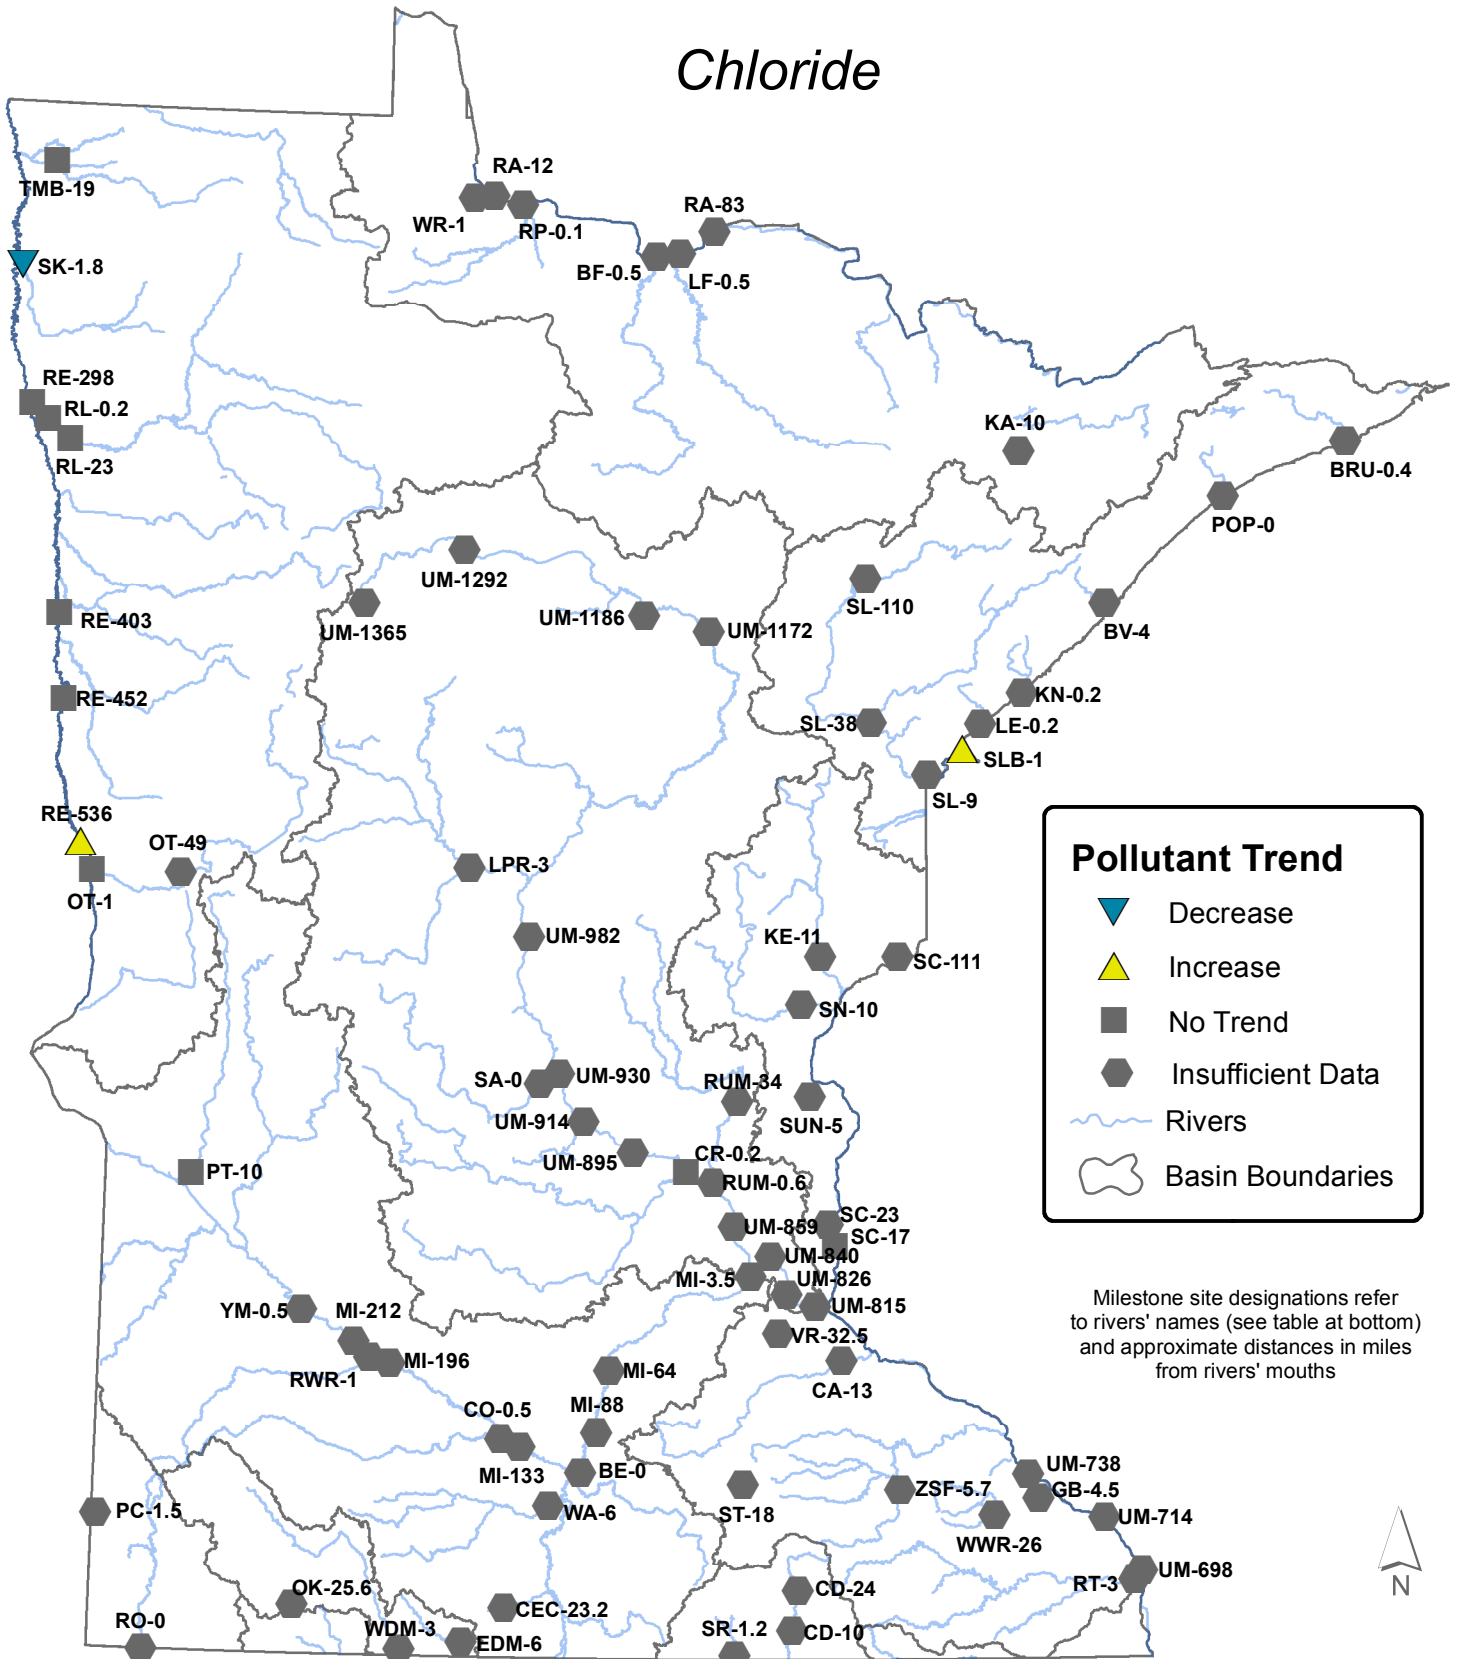 Chloride
RA-12
TMB-19
RA-83
WR-1
RP-0.1
SK-1.8
BF-0.5
LF-0.5
RE-298
RL-0.2
KA-10
RL-23
BRU-0.4
POP-0
UM-1292
SL-110
UM-1186
RE-403
UM-1365
UM-1172
BV-4
RE-452
KN-0.2
SL-38
LE-0.2
SLB-1
SL-9
RE-536
OT-49
LPR-3
OT-1
KE-11
UM-982
SC-111
SN-10
SA-0
UM-930
RUM-34
UM-914
SUN-5
UM-895
CR-0.2
PT-10
RUM-0.6
SC-23
UM-859
SC-17
UM-840
MI-3.5
UM-826
YM-0.5
MI-212
UM-815
VR-32.5
MI-196
RWR-1
MI-64
CA-13
MI-88
CO-0.5
UM-738
MI-133
BE-0
ZSF-5.7
GB-4.5
PC-1.5
WA-6
ST-18
UM-714
WWR-26
UM-698
RT-3
OK-25.6
CD-24
CEC-23.2
RO-0
WDM-3
EDM-6
SR-1.2
CD-10
Pollutant Trend
Decrease
Increase
No Trend
Insufficient Data
Rivers
Basin Boundaries
Milestone site designations refer
to rivers' names (see table at bottom)
and approximate distances in miles
from rivers' mouths
N